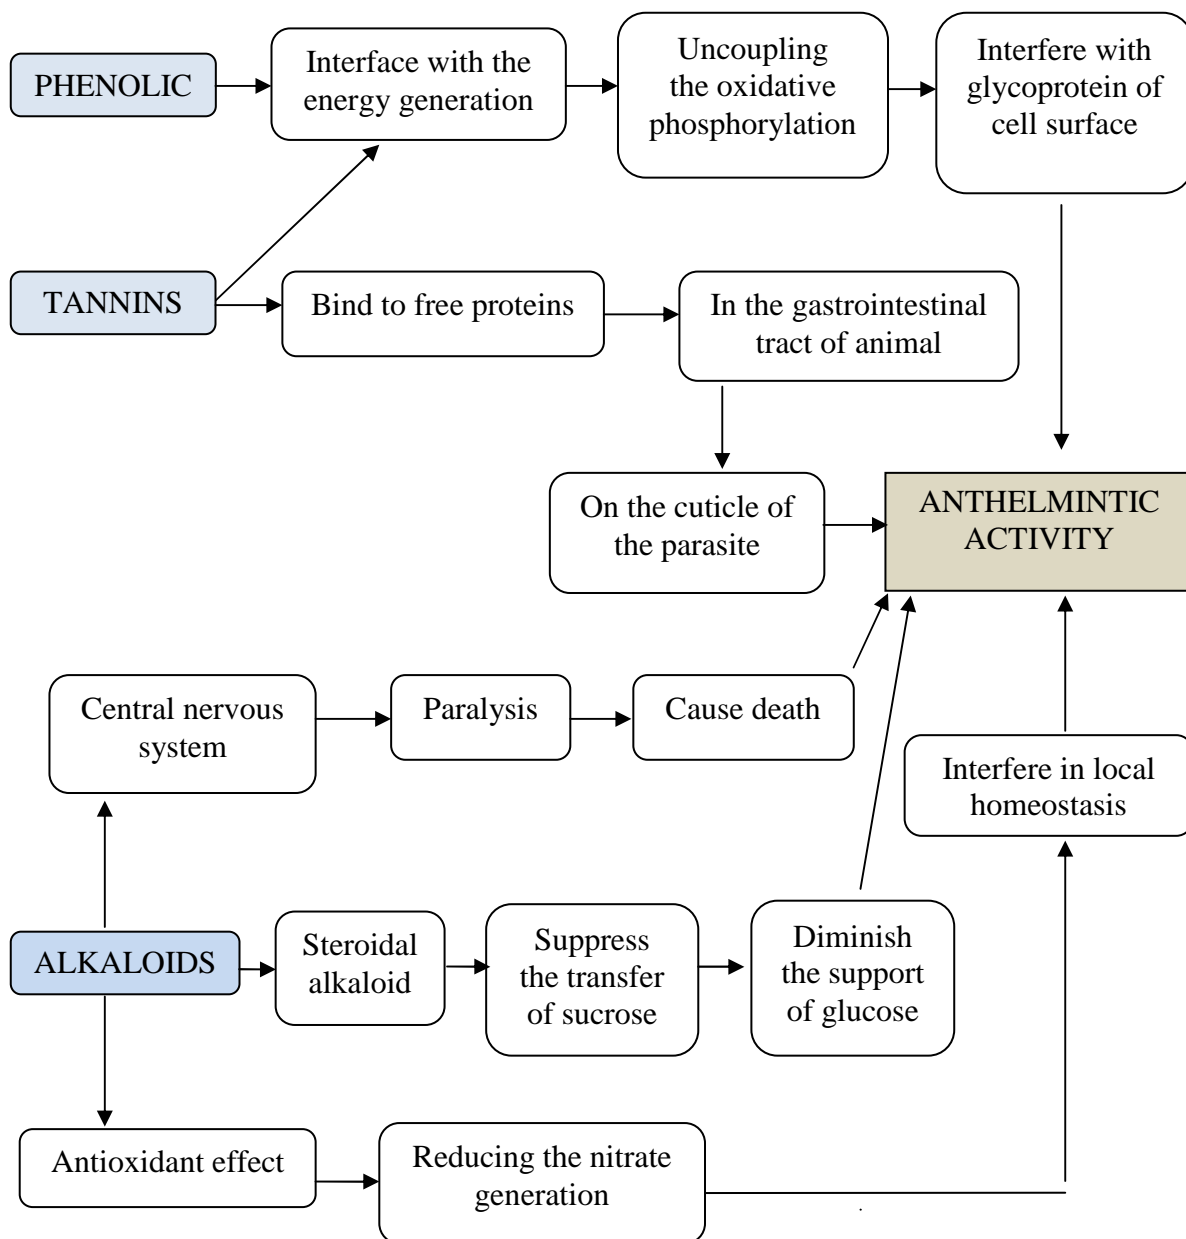 PHENOLIC
Interface with the
energy generation
Uncoupling
the oxidative
phosphorylation
Interfere with
glycoprotein of
cell surface
TANNINS
Bind to free proteins
In the gastrointestinal
tract of animal
On the cuticle of
the parasite
ANTHELMINTIC
ACTIVITY
Central nervous
system
Paralysis
Cause death
Interfere in local
homeostasis
ALKALOIDS
Steroidal
alkaloid
Suppress
the transfer
of sucrose
Diminish
the support
of glucose
Antioxidant effect
Reducing the nitrate
generation